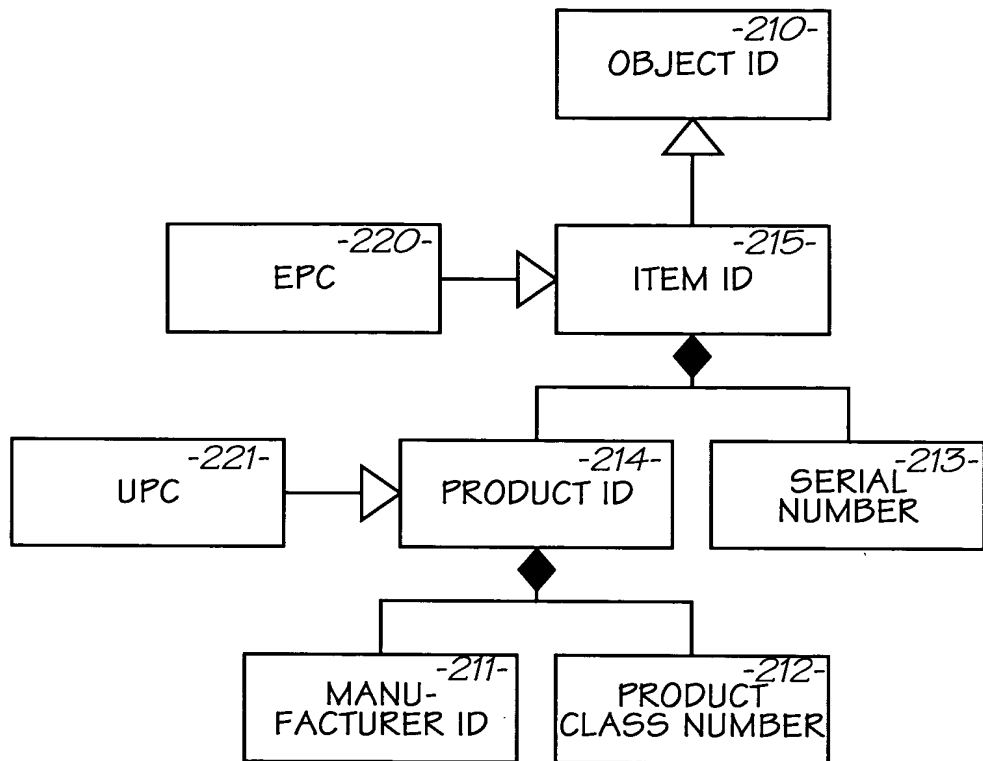 -210-
OBJECT ID
-220-
EPC
-215-
ITEM ID
-221-
UPC
-214-
PRODUCT ID
-213-
SERIAL
NUMBER
-211-
MANU-
FACTURER ID
-212-
PRODUCT
CLASS NUMBER